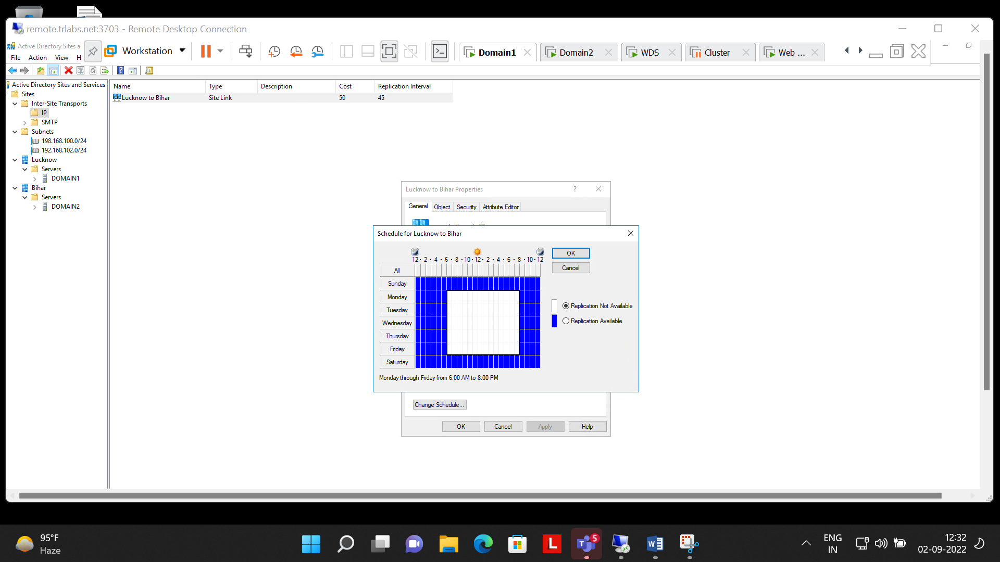 remote.trlabs.net:3703 - Remote Desktop Connection
Active Directory Sites a
File Action View H
Workstation
Domain1
Domain2
WDS
Cluster
Web ...
Active Directory Sites and Services
Sites
Inter-Site Transports
IP
SMTP
Subnets
198.168.100.0/24
192.168.102.0/24
Lucknow
Servers
DOMAIN1
Bihar
Servers
DOMAIN2
Name Type Description Cost Replication Interval
Lucknow to Bihar Site Link 50 45
Lucknow to Bihar Properties ?
General Object Security Attribute Editor
Schedule for Lucknow to Bihar
12 · 2 · 4 · 6 · 8 · 10 · 12 · 2 · 4 · 6 · 8 · 10 · 12
All
Sunday
Monday
Tuesday
Wednesday
Thursday
Friday
Saturday
Monday through Friday from 6:00 AM to 8:00 PM
OK
Cancel
Replication Not Available
Replication Available
Change Schedule...
OK Cancel Apply Help
95°F
Haze
L
T
5
W
ENG
IN
12:32
02-09-2022